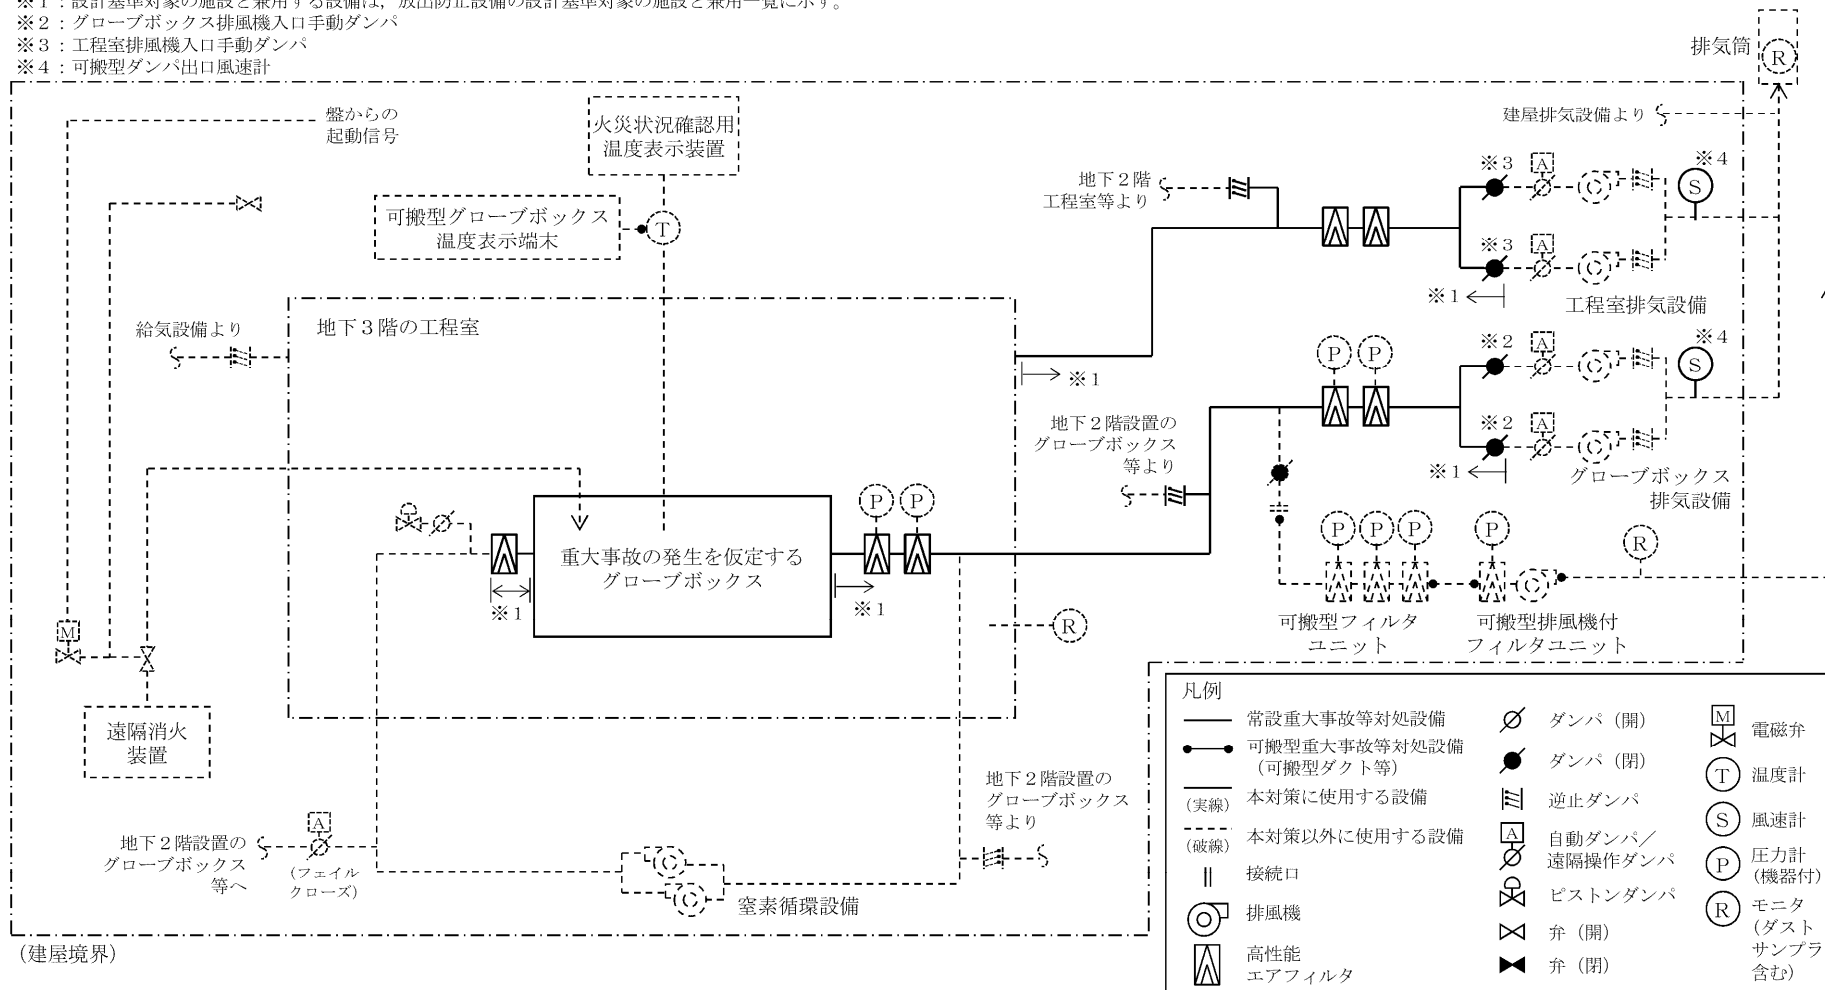 ※1：設計基準対象の施設と兼用する設備は，放出防止設備の設計基準対象の施設と兼用一覧に示す。
※2：グローブボックス排風機入口手動ダンパ
※3：工程室排風機入口手動ダンパ
※4：可搬型ダンパ出口風速計
排気筒
R
盤からの
起動信号
火災状況確認用
温度表示装置
建屋排気設備より
可搬型グローブボックス
温度表示端末
T
地下2階
工程室等より
※3
A
※4
S
※3
A
※1
工程室排気設備
給気設備より
地下3階の工程室
※1
P
P
※2
A
※4
S
※2
A
※1
グローブボックス
排気設備
地下2階設置の
グローブボックス
等より
P
P
重大事故の発生を仮定する
グローブボックス
※1
※1
R
P
P
P
P
R
可搬型フィルタ
ユニット
可搬型排風機付
フィルタユニット
M
遠隔消火
装置
地下2階設置の
グローブボックス
等へ
A
(フェイル
クローズ)
窒素循環設備
地下2階設置の
グローブボックス
等より
(建屋境界)
凡例
常設重大事故等対処設備
可搬型重大事故等対処設備
(可搬型ダクト等)
(実線)
本対策に使用する設備
(破線)
本対策以外に使用する設備
接続口
排風機
高性能
エアフィルタ
ダンパ（開）
ダンパ（閉）
逆止ダンパ
A
自動ダンパ／
遠隔操作ダンパ
ピストンダンパ
弁（開）
弁（閉）
M
電磁弁
T
温度計
S
風速計
P
圧力計
(機器付)
R
モニタ
(ダスト
サンプラ
含む)